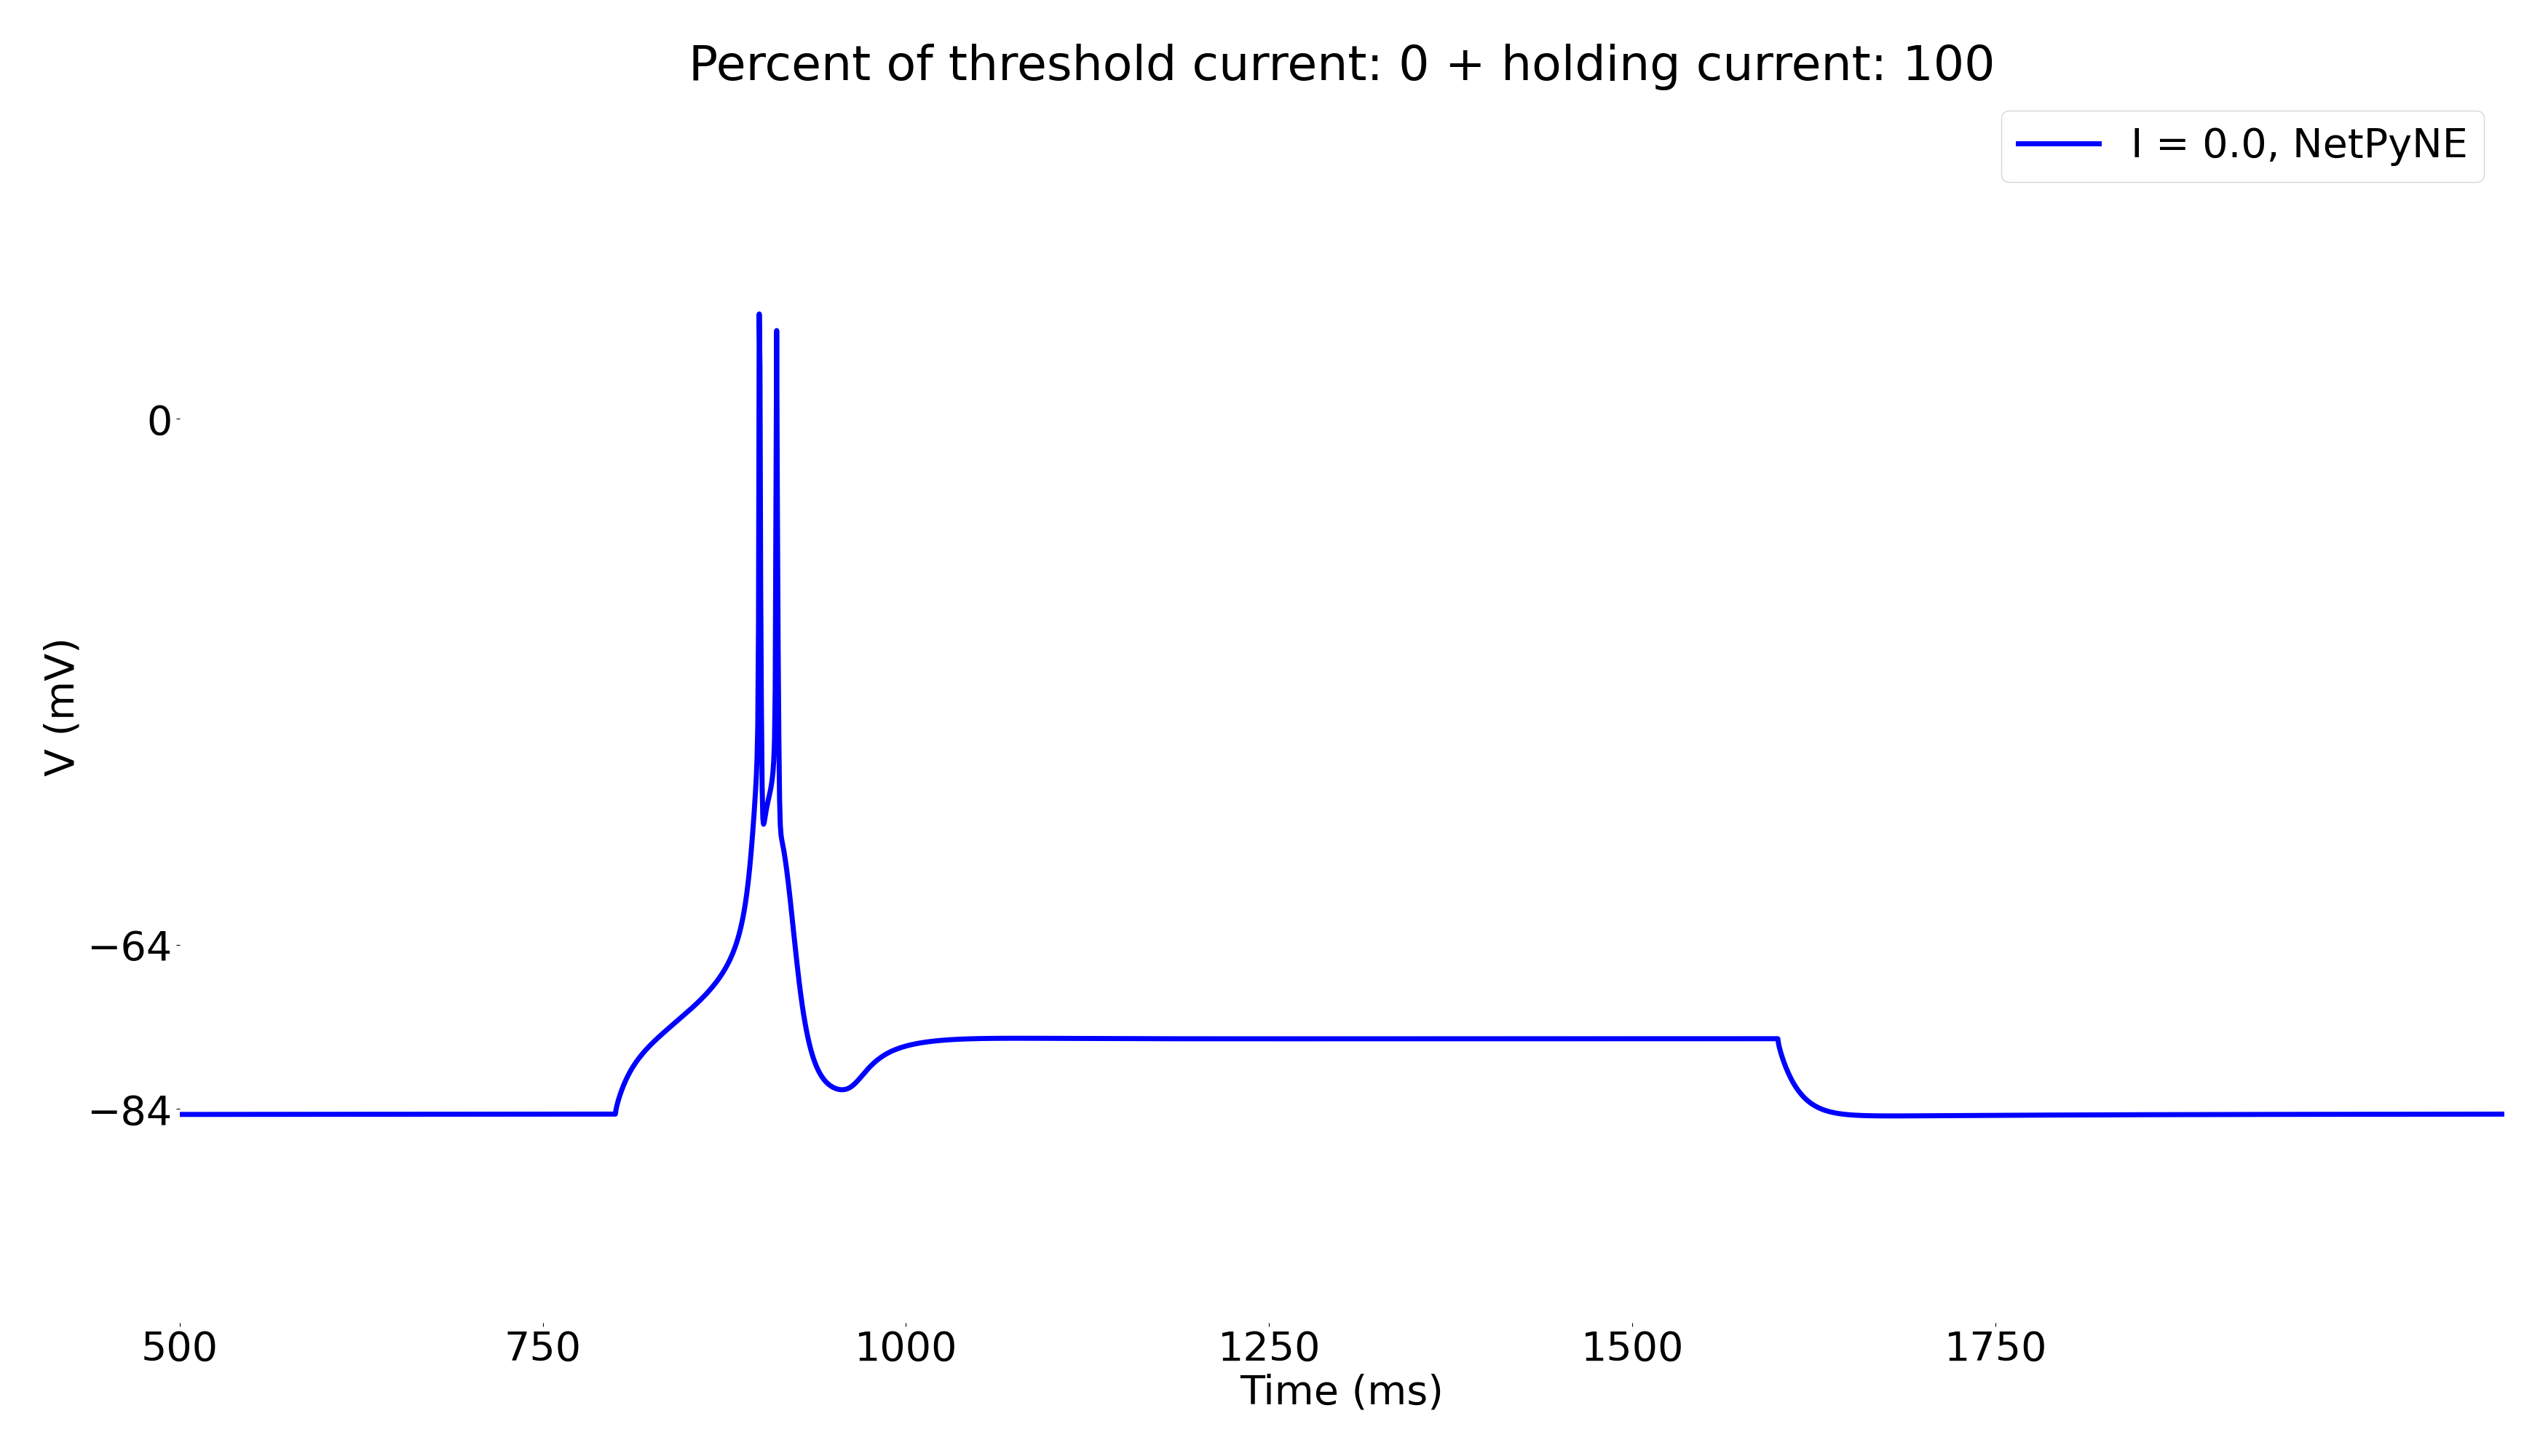 Percent of threshold current: 0 + holding current: 100
I = 0.0, NetPyNE
V (mV)
0
−64
−84
500 750 1000 1250 1500 1750
Time (ms)